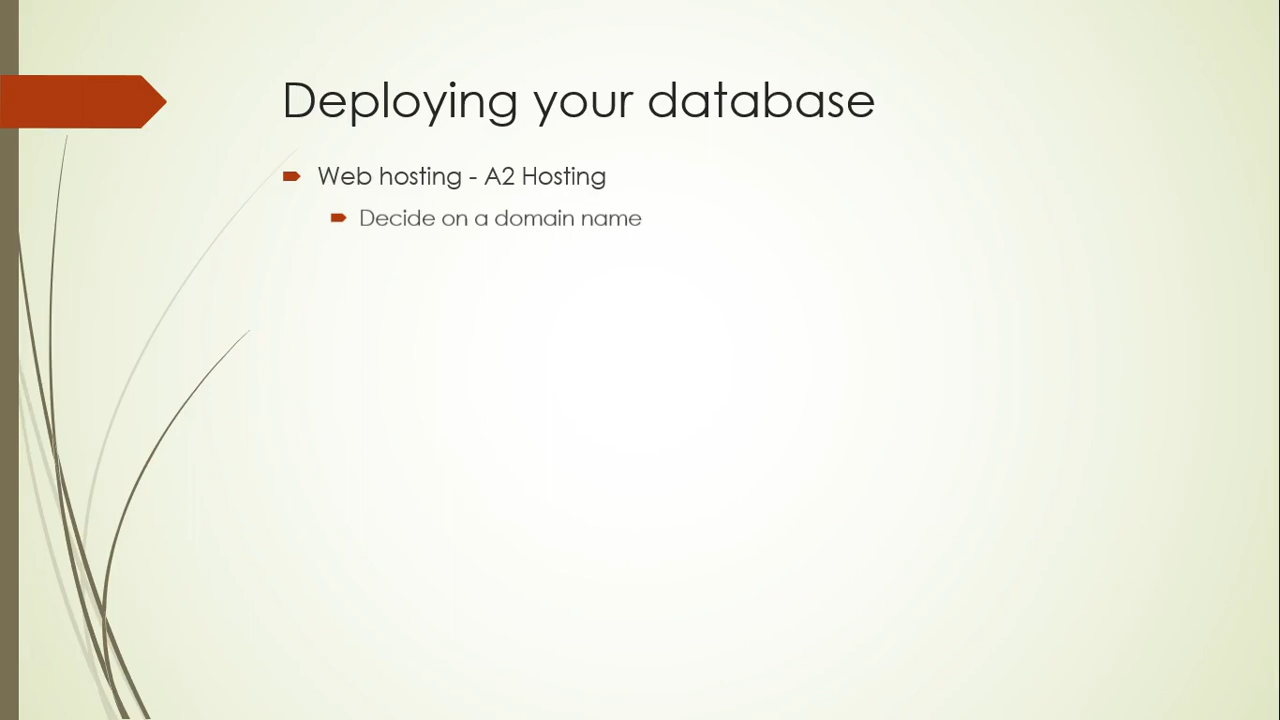 Deploying your database
Web hosting - A2 Hosting
Decide on a domain name